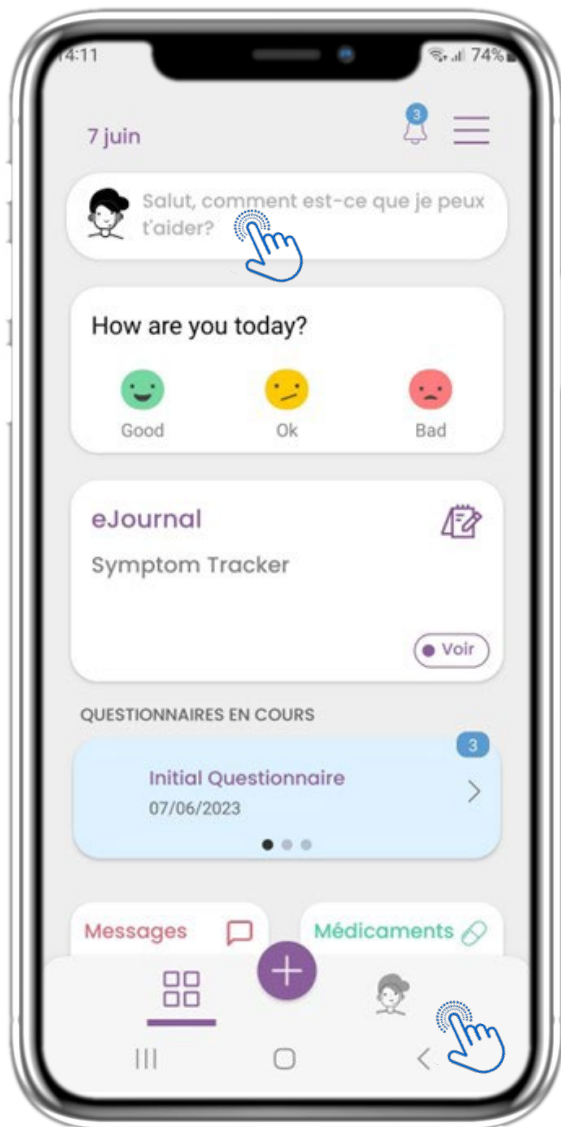 14:11
74%
3
7 juin
Salut, comment est-ce que je peux
t'aider?
How are you today?
Good Ok Bad
eJournal
Symptom Tracker
Voir
QUESTIONNAIRES EN COURS
3
Initial Questionnaire
07/06/2023
Messages Médicaments